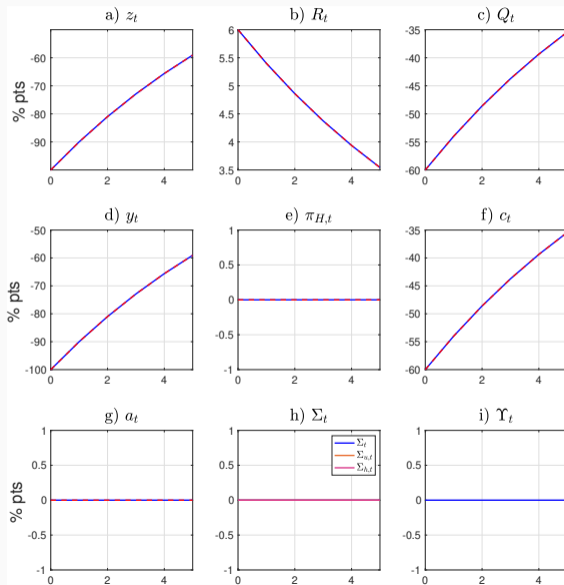 a) z_t
b) R_t
c) Q_t
% pts
-60
-70
-80
-90
0 2 4
6
5.5
5
4.5
4
3.5
0 2 4
-35
-40
-45
-50
-55
-60
0 2 4
d) y_t
e) π_{H,t}
f) c_t
% pts
-50
-60
-70
-80
-90
-100
0 2 4
1
0.5
0
-0.5
-1
0 2 4
-35
-40
-45
-50
-55
-60
0 2 4
g) a_t
h) Σ_t
i) Υ_t
% pts
1
0.5
0
-0.5
-1
0 2 4
1
0.5
0
-0.5
-1
0 2 4
Σ_t
Σ_{u,t}
Σ_{h,t}
1
0.5
0
-0.5
-1
0 2 4